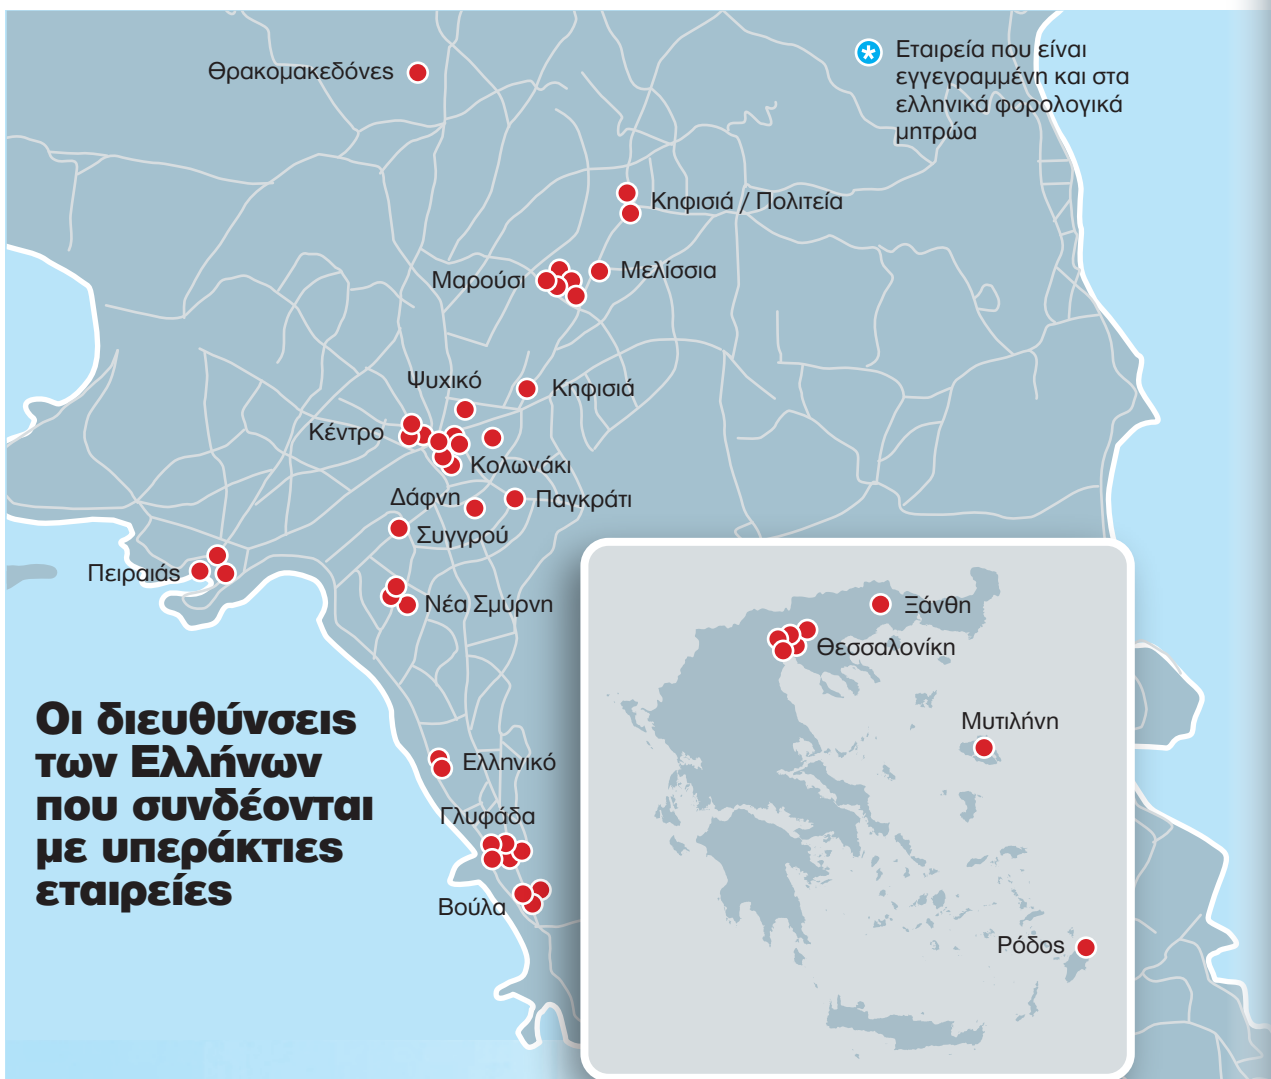 Θρακομακεδόνες
Εταιρεία που είναι
εγγεγραμμένη και στα
ελληνικά φορολογικά
μητρώα
Κηφισιά / Πολιτεία
Μελίσσια
Μαρούσι
Ψυχικό
Κηφισιά
Κέντρο
Κολωνάκι
Δάφνη
Παγκράτι
Συγγρού
Πειραιάς
Νέα Σμύρνη
Ξάνθη
Θεσσαλονίκη
Μυτιλήνη
Ρόδος
Οι διευθύνσεις
των Ελλήνων
που συνδέονται
με υπεράκτιες
εταιρείες
Ελληνικό
Γλυφάδα
Βούλα